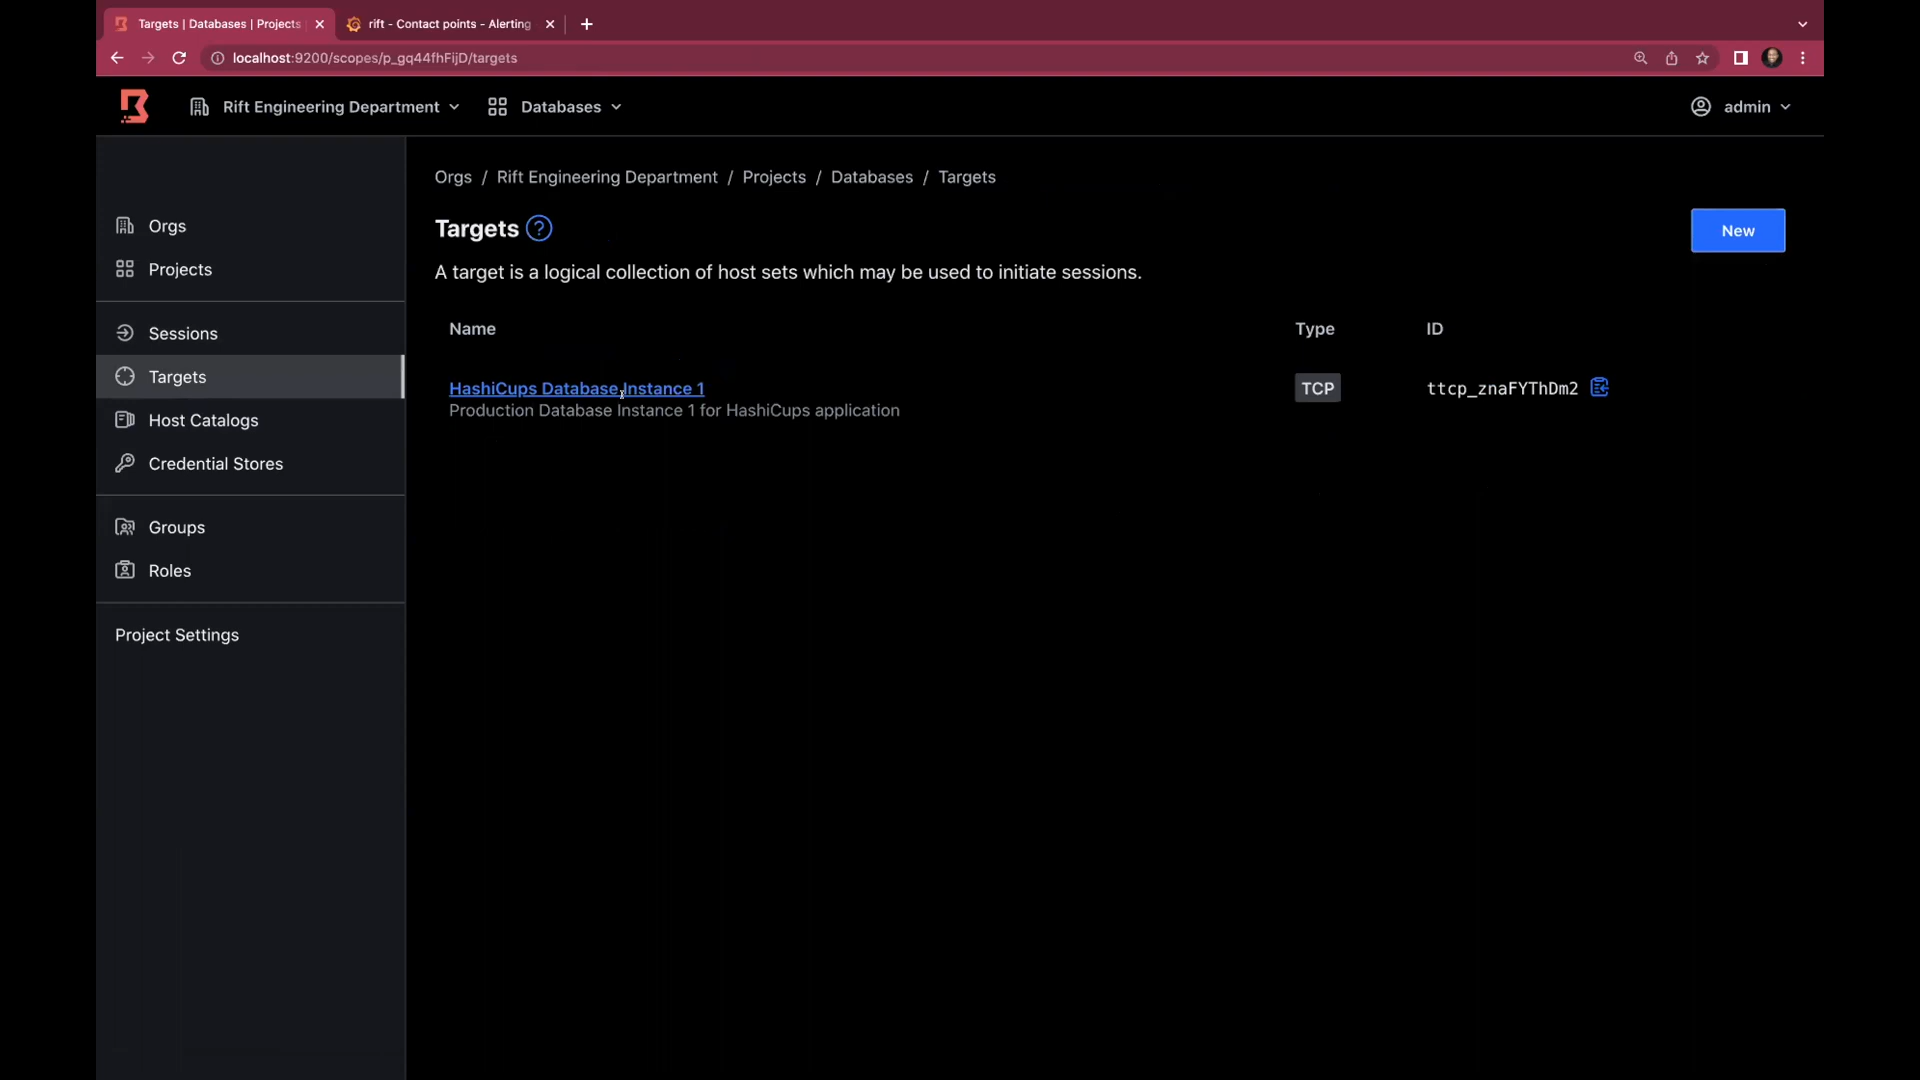 Targets | Databases | Projects
rift - Contact points - Alerting
localhost:9200/scopes/p_gq44fhFijD/targets
Rift Engineering Department
Databases
admin
Orgs
Projects
Sessions
Targets
Host Catalogs
Credential Stores
Groups
Roles
Project Settings
Orgs / Rift Engineering Department / Projects / Databases / Targets
Targets ?
New
A target is a logical collection of host sets which may be used to initiate sessions.
Name Type ID
HashiCups Database Instance 1 TCP ttcp_znaFYThDm2
Production Database Instance 1 for HashiCups application